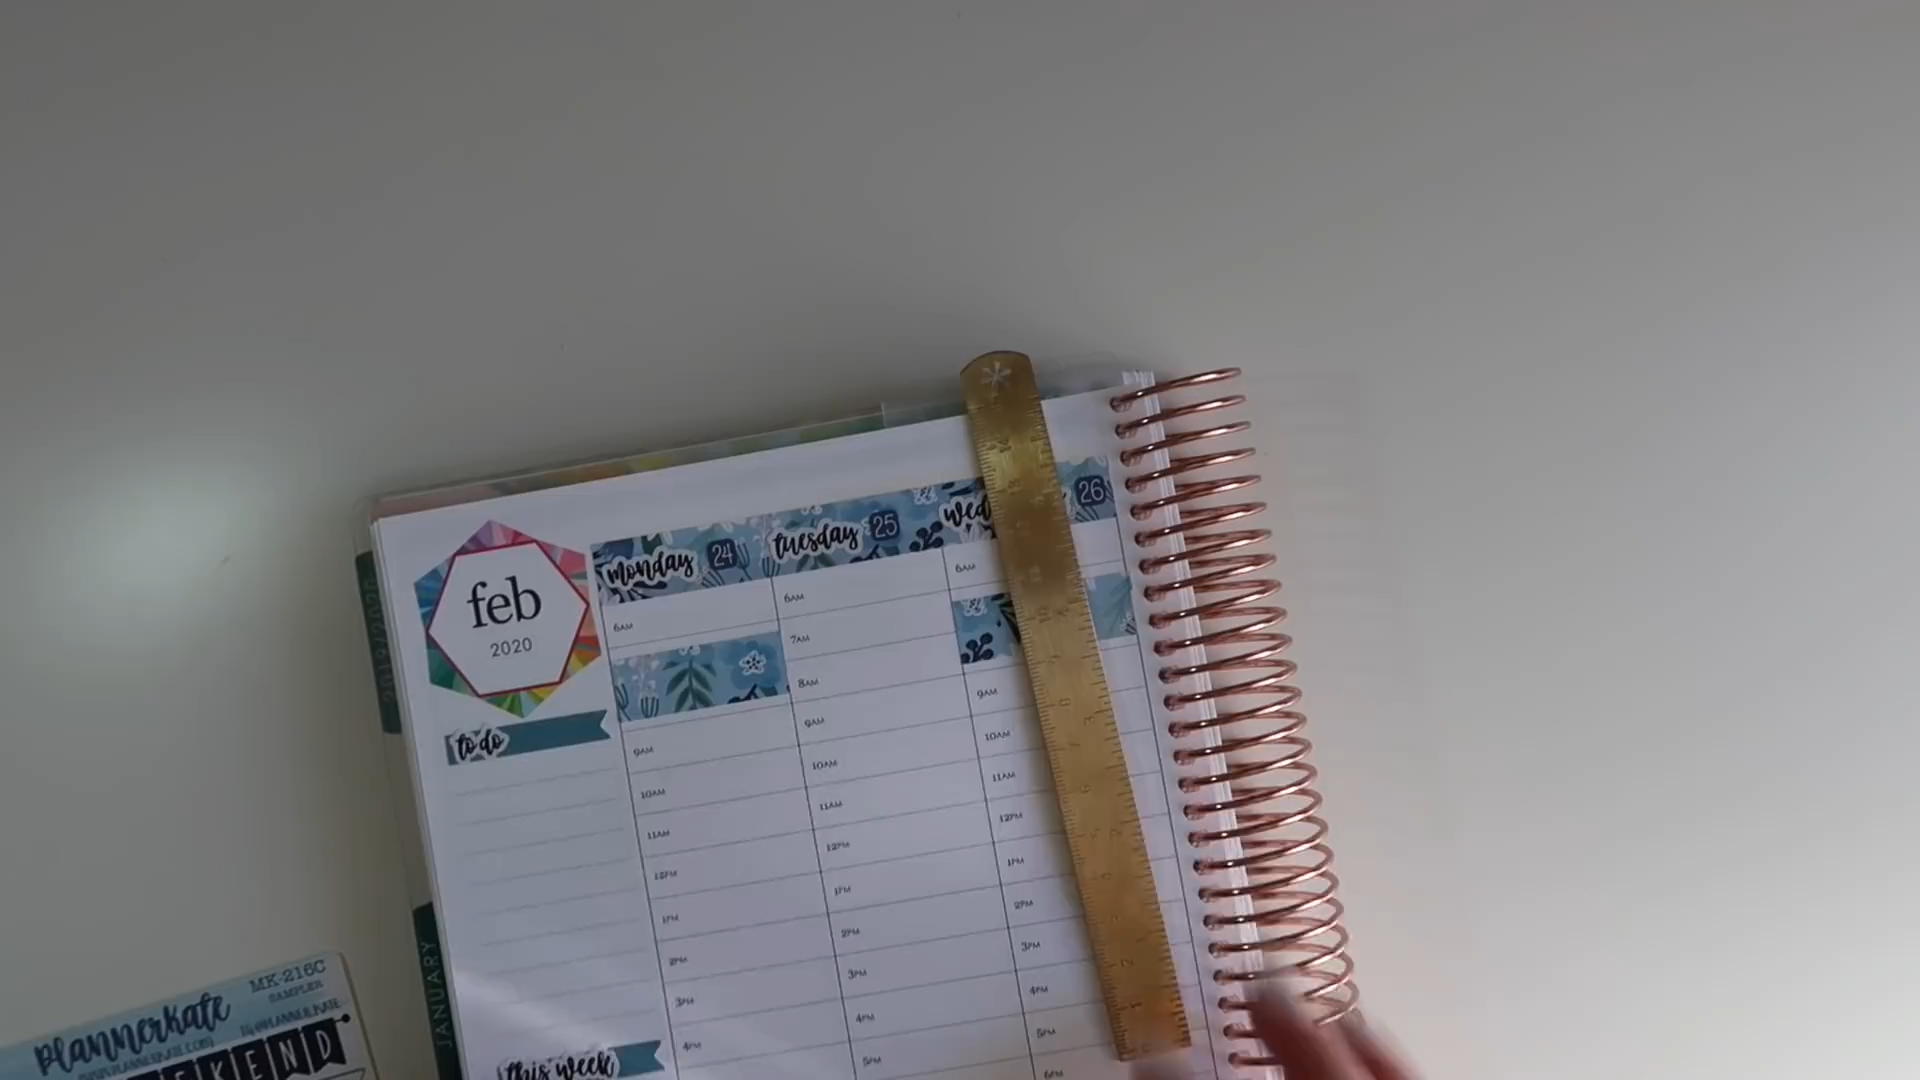 feb
2020
monday 24
tuesday 25
wed
26
to do
this week
6AM
9AM
10AM
11AM
12PM
1PM
2PM
3PM
4PM
6AM
7AM
8AM
9AM
10AM
11AM
12PM
1PM
2PM
3PM
4PM
5PM
6AM
9AM
10AM
11AM
12PM
1PM
2PM
3PM
4PM
5PM
6PM
JANUARY
MK-216C
SAMPLER
plannerkate